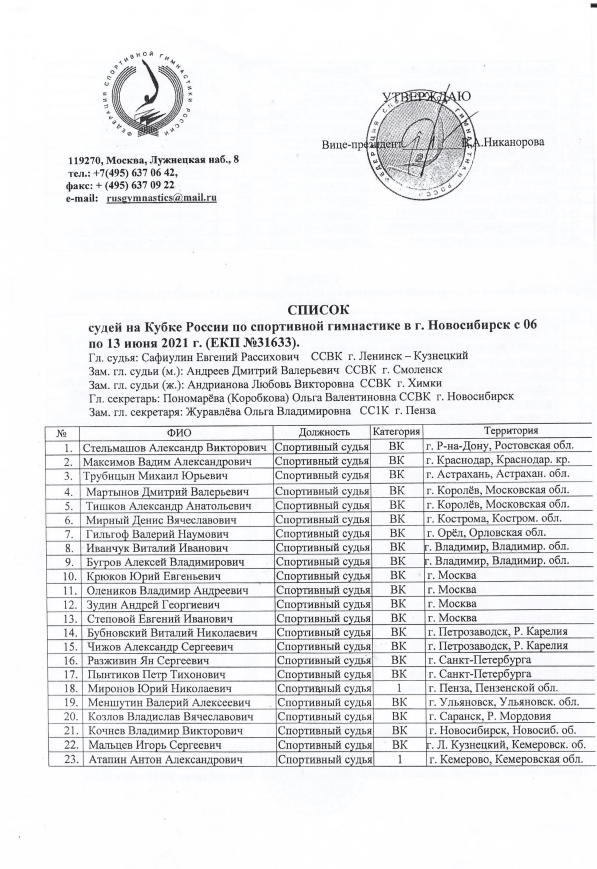 ФЕДЕРАЦИЯ СПОРТИВНОЙ ГИМНАСТИКИ РОССИИ
УТВЕРЖДАЮ
Вице-президент В.А.Никанорова
119270, Москва, Лужнецкая наб., 8
тел.: +7(495) 637 06 42,
факс: + (495) 637 09 22
e-mail: rusgymnastics@mail.ru
СПИСОК
судей на Кубке России по спортивной гимнастике в г. Новосибирск с 06
по 13 июня 2021 г. (ЕКП №31633).
Гл. судья: Сафиулин Евгений Рассихович ССВК г. Ленинск – Кузнецкий
Зам. гл. судьи (м.): Андреев Дмитрий Валерьевич ССВК г. Смоленск
Зам. гл. судьи (ж.): Андрианова Любовь Викторовна ССВК г. Химки
Гл. секретарь: Пономарёва (Коробкова) Ольга Валентиновна ССВК г. Новосибирск
Зам. гл. секретаря: Журавлёва Ольга Владимировна СС1К г. Пенза
№ ФИО Должность Категория Территория
1. Стельмашов Александр Викторович Спортивный судья ВК г. Р-на-Дону, Ростовская обл.
2. Максимов Вадим Александрович Спортивный судья ВК г. Краснодар, Краснодар. кр.
3. Трубицын Михаил Юрьевич Спортивный судья ВК г. Астрахань, Астрахан. обл.
4. Мартынов Дмитрий Валерьевич Спортивный судья ВК г. Королёв, Московская обл.
5. Тишков Александр Анатольевич Спортивный судья ВК г. Королёв, Московская обл.
6. Мирный Денис Вячеславович Спортивный судья ВК г. Кострома, Костром. обл.
7. Гильгоф Валерий Наумович Спортивный судья ВК г. Орёл, Орловская обл.
8. Иванчук Виталий Иванович Спортивный судья ВК г. Владимир, Владимир. обл.
9. Бугров Алексей Владимирович Спортивный судья ВК г. Владимир, Владимир. обл.
10. Крюков Юрий Евгеньевич Спортивный судья ВК г. Москва
11. Олеников Владимир Андреевич Спортивный судья ВК г. Москва
12. Зудин Андрей Георгиевич Спортивный судья ВК г. Москва
13. Степовой Евгений Иванович Спортивный судья ВК г. Москва
14. Бубновский Виталий Николаевич Спортивный судья ВК г. Петрозаводск, Р. Карелия
15. Чижов Александр Сергеевич Спортивный судья ВК г. Петрозаводск, Р. Карелия
16. Разживин Ян Сергеевич Спортивный судья ВК г. Санкт-Петербурга
17. Пынтиков Петр Тихонович Спортивный судья ВК г. Санкт-Петербурга
18. Миронов Юрий Николаевич Спортивный судья 1 г. Пенза, Пензенской обл.
19. Меншутин Валерий Алексеевич Спортивный судья ВК г. Ульяновск, Ульяновск. обл.
20. Козлов Владислав Вячеславович Спортивный судья ВК г. Саранск, Р. Мордовия
21. Кочнев Владимир Викторович Спортивный судья ВК г. Новосибирск, Новосиб. об.
22. Мальцев Игорь Сергеевич Спортивный судья ВК г. Л. Кузнецкий, Кемеровск. об.
23. Атапин Антон Александрович Спортивный судья 1 г. Кемерово, Кемеровская обл.